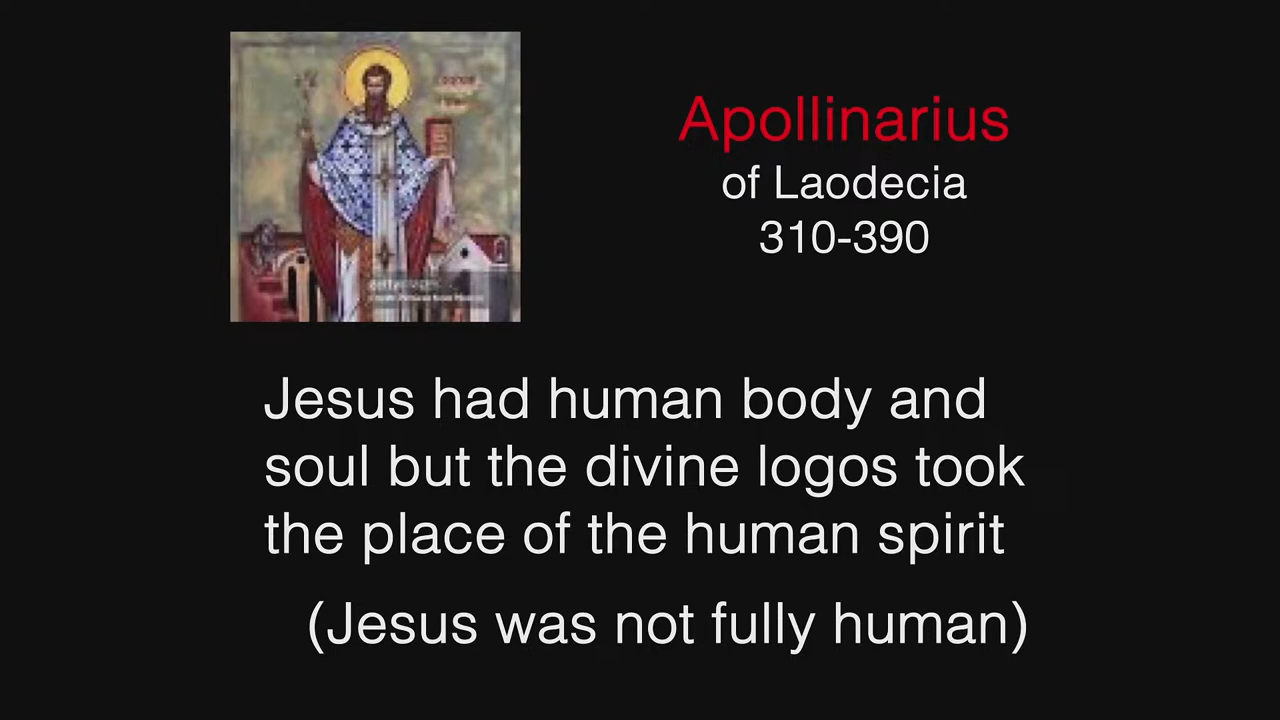 Apollinarius
of Laodecia
310-390
Jesus had human body and
soul but the divine logos took
the place of the human spirit
(Jesus was not fully human)